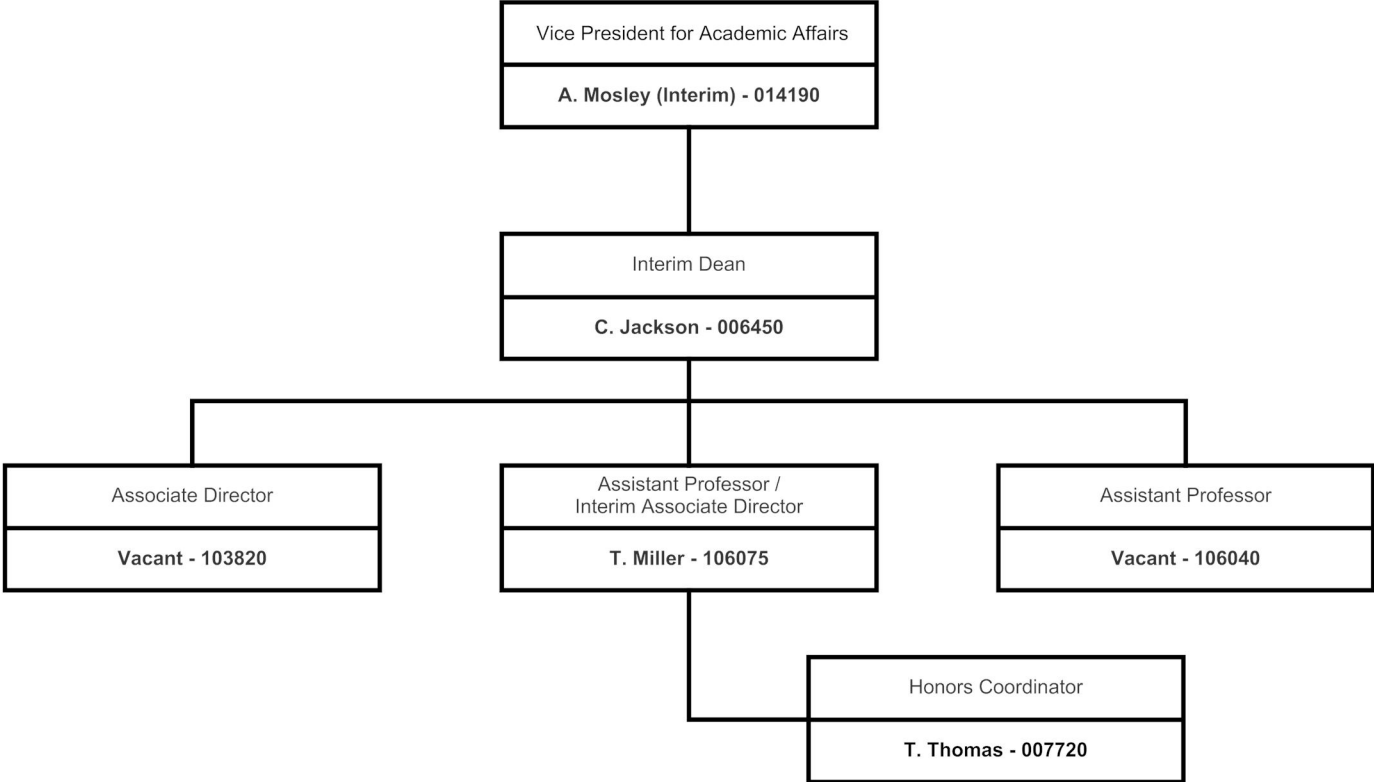 Vice President for Academic Affairs
A. Mosley (Interim) - 014190
Interim Dean
C. Jackson - 006450
Associate Director
Vacant - 103820
Assistant Professor /
Interim Associate Director
T. Miller - 106075
Assistant Professor
Vacant - 106040
Honors Coordinator
T. Thomas - 007720